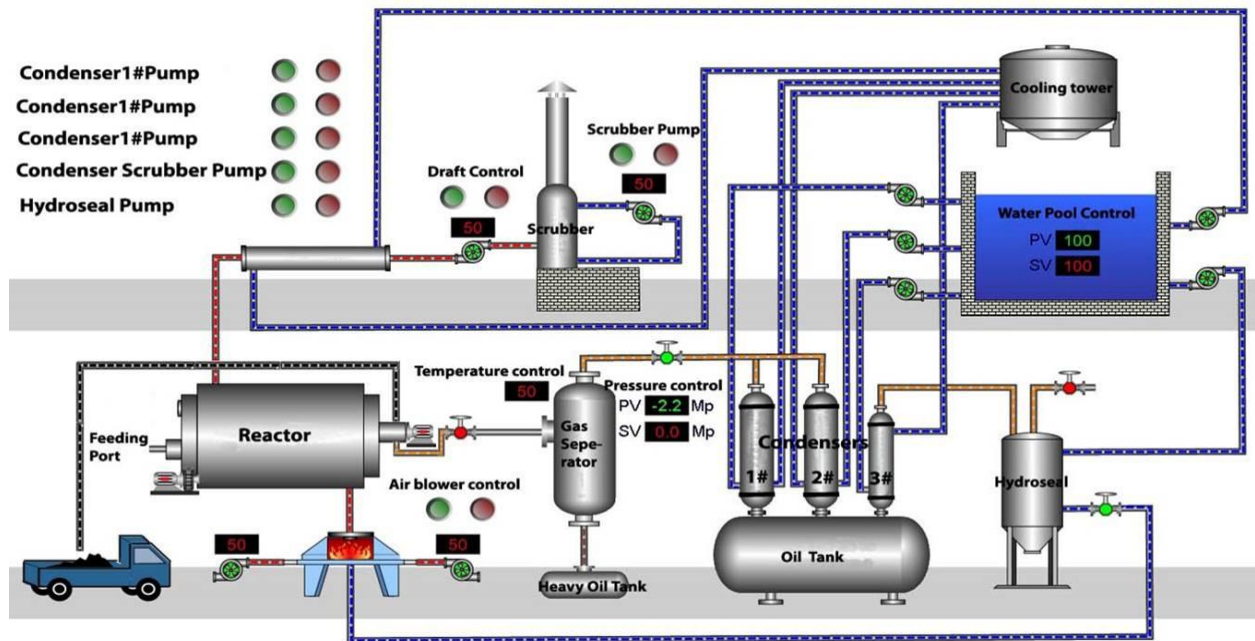 Condenser1#Pump
Condenser1#Pump
Condenser1#Pump
Condenser Scrubber Pump
Hydroseal Pump
Draft Control
50
Scrubber Pump
50
Scrubber
Cooling tower
Water Pool Control
PV 100
SV 100
Temperature control
50
Pressure control
PV -2.2 Mp
SV 0.0 Mp
Feeding
Port
Reactor
Gas
Sepe-
rator
Condensers
1#
2#
3#
Hydroseal
Air blower control
50
50
Heavy Oil Tank
Oil Tank